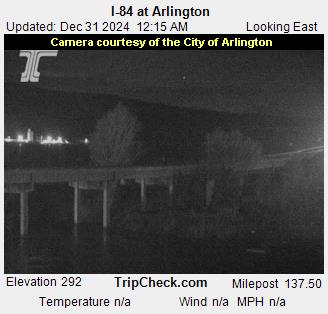 I-84 at Arlington
Updated: Dec 31 2024 12:15 AM Looking East
Camera courtesy of the City of Arlington
Elevation 292 TripCheck.com Milepost 137.50
Temperature n/a Wind n/a MPH n/a